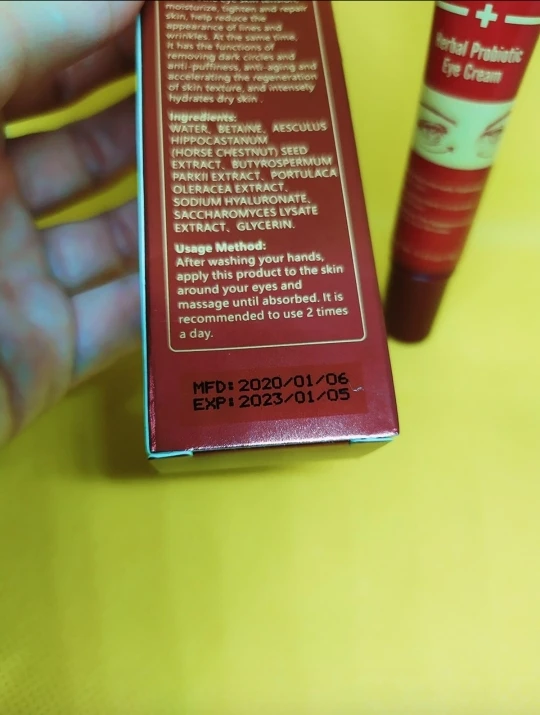 moisturize, tighten and repair
skin, help reduce the
appearance of lines and
wrinkles. At the same time,
it has the functions of
removing dark circles and
anti-puffiness, anti-aging and
accelerating the regeneration
of skin texture, and intensely
hydrates dry skin .
Ingredients:
WATER, BETAINE, AESCULUS
HIPPOCASTANUM
(HORSE CHESTNUT) SEED
EXTRACT, BUTYROSPERMUM
PARKII EXTRACT, PORTULACA
OLERACEA EXTRACT,
SODIUM HYALURONATE,
SACCHAROMYCES LYSATE
EXTRACT, GLYCERIN.
Usage Method:
After washing your hands,
apply this product to the skin
around your eyes and
massage until absorbed. It is
recommended to use 2 times
a day.
MFD:2020/01/06
EXP:2023/01/05
Herbal Probiotic
Eye Cream